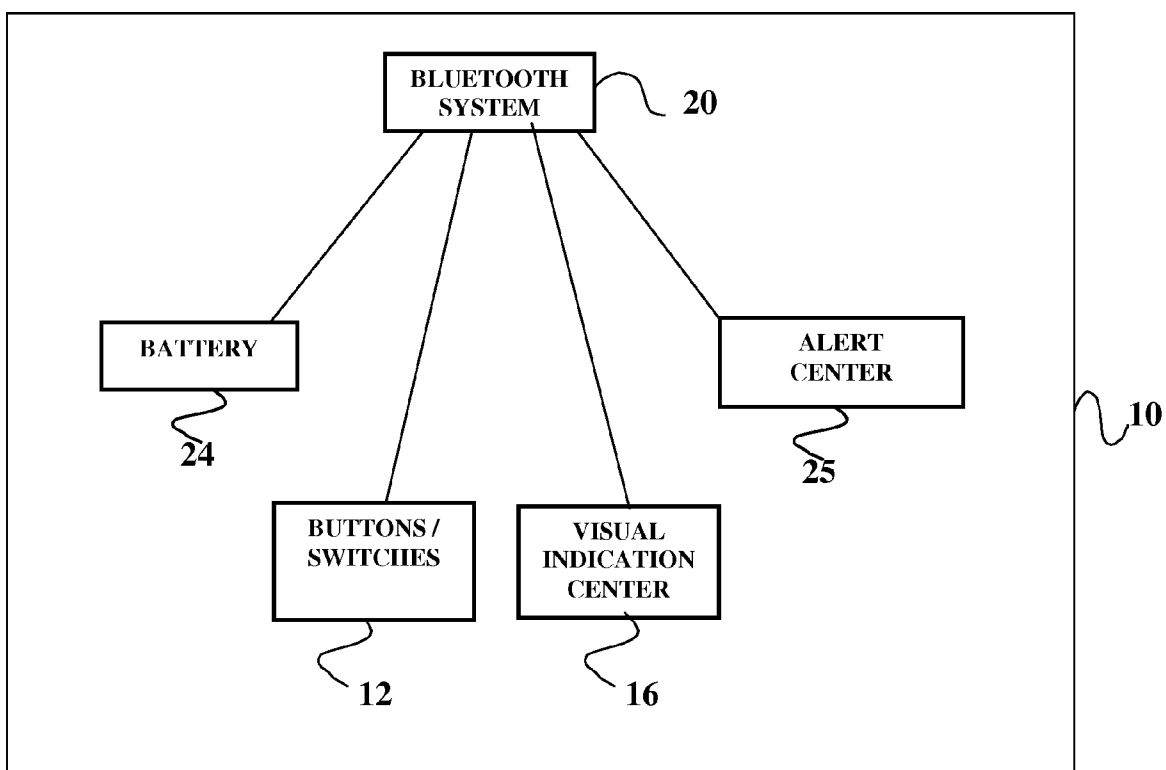 BLUETOOTH
SYSTEM
20
BATTERY
24
ALERT
CENTER
25
10
BUTTONS /
SWITCHES
12
VISUAL
INDICATION
CENTER
16